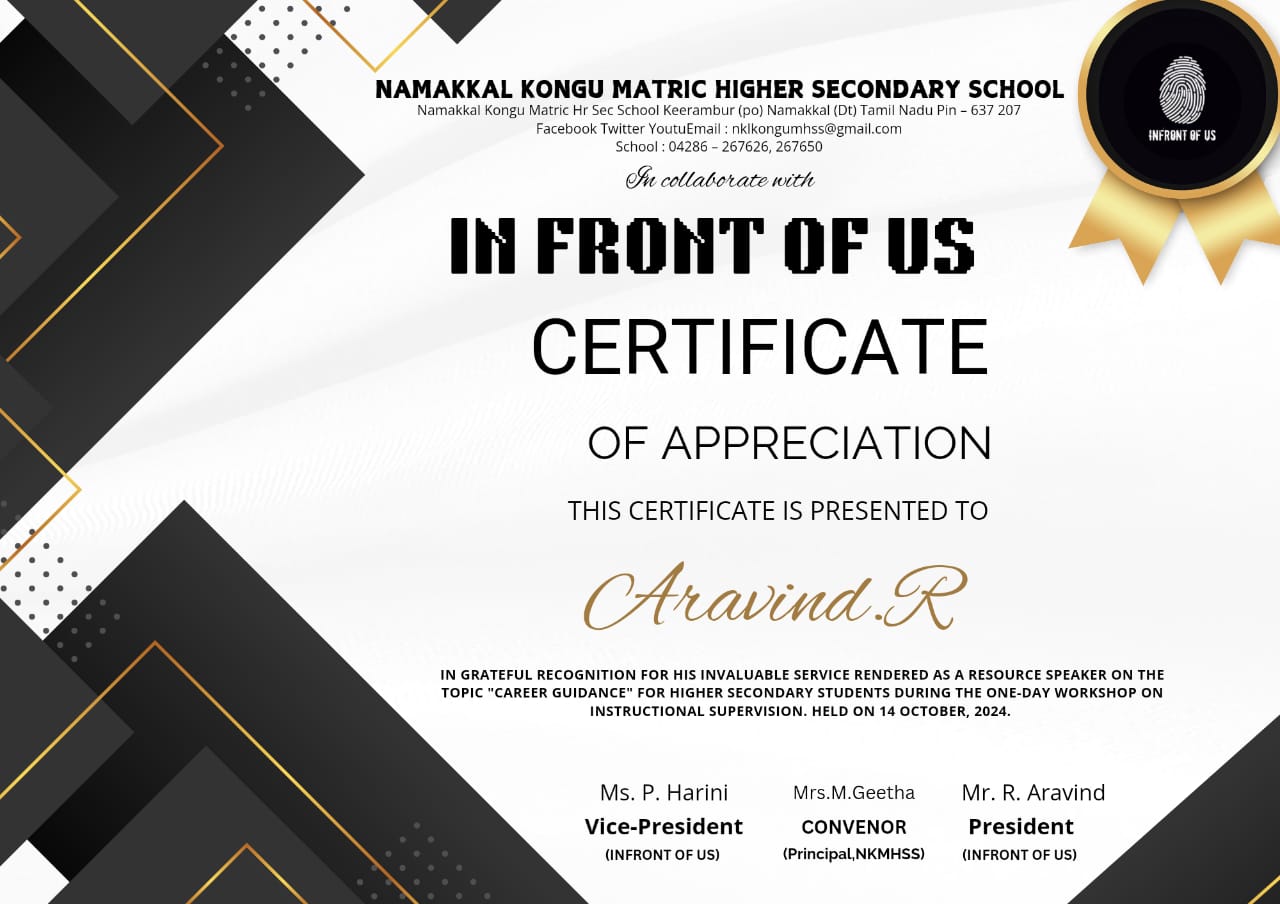 NAMAKKAL KONGU MATRIC HIGHER SECONDARY SCHOOL
Namakkal Kongu Matric Hr Sec School Keerambur (po) Namakkal (Dt) Tamil Nadu Pin – 637 207
Facebook Twitter YoutuEmail : nklkongumhss@gmail.com
School : 04286 – 267626, 267650
In collaborate with
INFRONT OF US
IN FRONT OF US
CERTIFICATE
OF APPRECIATION
THIS CERTIFICATE IS PRESENTED TO
Aravind.R
IN GRATEFUL RECOGNITION FOR HIS INVALUABLE SERVICE RENDERED AS A RESOURCE SPEAKER ON THE
TOPIC "CAREER GUIDANCE" FOR HIGHER SECONDARY STUDENTS DURING THE ONE-DAY WORKSHOP ON
INSTRUCTIONAL SUPERVISION. HELD ON 14 OCTOBER, 2024.
Ms. P. Harini
Vice-President
(INFRONT OF US)
Mrs.M.Geetha
CONVENOR
(Principal,NKMHSS)
Mr. R. Aravind
President
(INFRONT OF US)